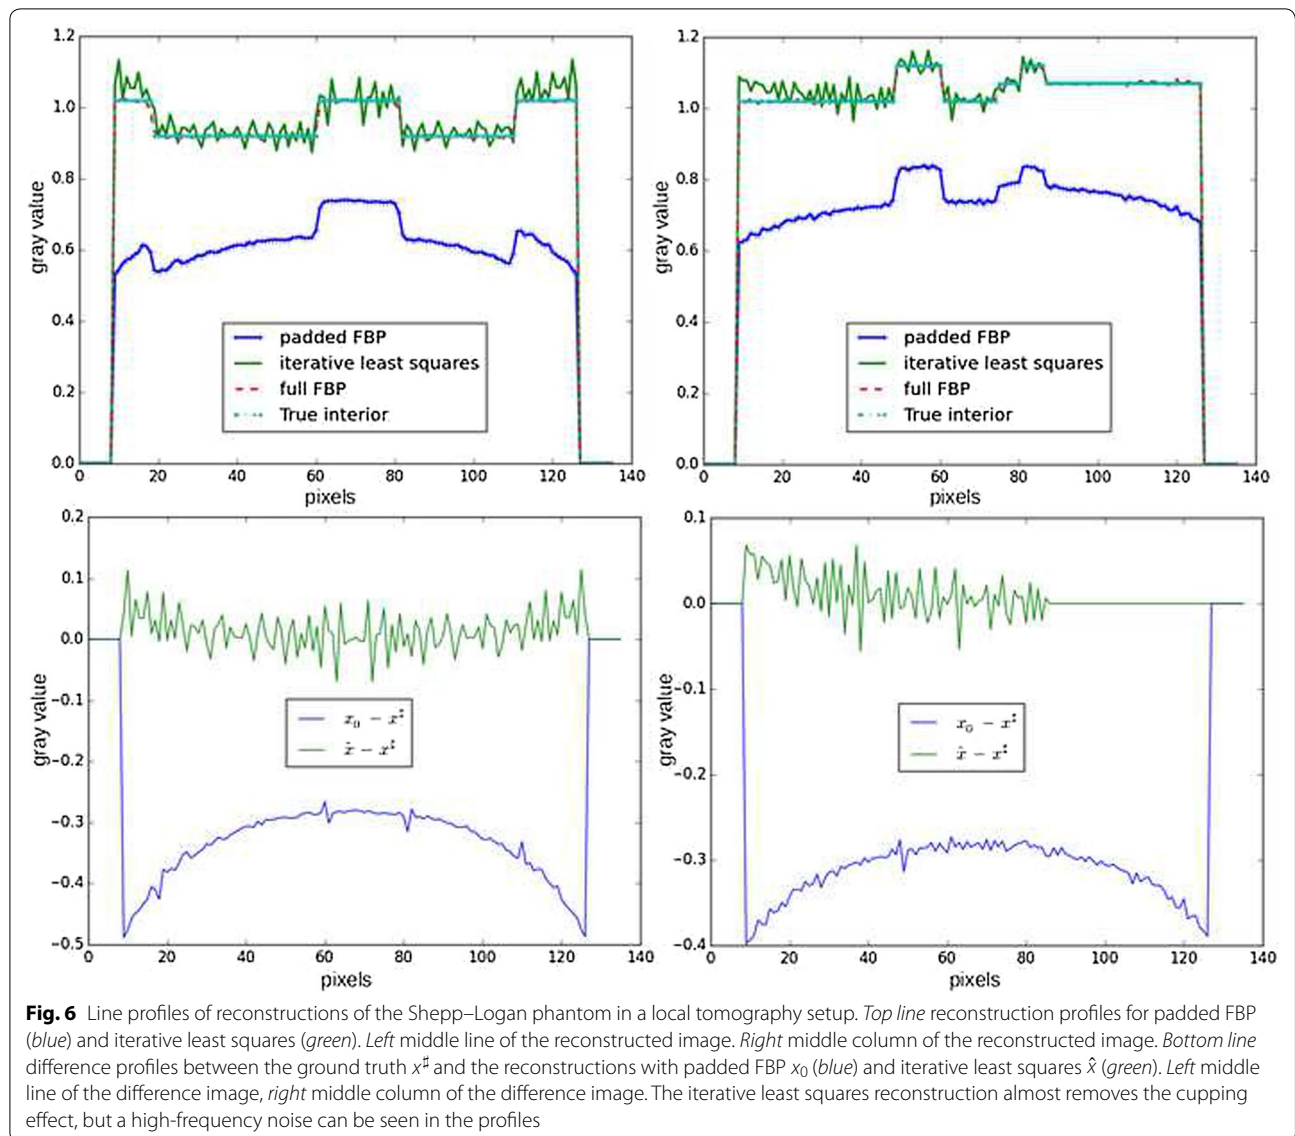 1.2
1.0
0.8
0.6
0.4
0.2
0.0
gray value
0 20 40 60 80 100 120 140
pixels
padded FBP
iterative least squares
full FBP
True interior
1.2
1.0
0.8
0.6
0.4
0.2
0.0
gray value
0 20 40 60 80 100 120 140
pixels
padded FBP
iterative least squares
full FBP
True interior
0.2
0.1
0.0
−0.1
−0.2
−0.3
−0.4
−0.5
gray value
0 20 40 60 80 100 120 140
pixels
x₀ − x♯
x̂ − x♯
0.1
0.0
−0.1
−0.2
−0.3
−0.4
gray value
0 20 40 60 80 100 120 140
pixels
x₀ − x♯
x̂ − x♯
Fig. 6 Line profiles of reconstructions of the Shepp–Logan phantom in a local tomography setup. Top line reconstruction profiles for padded FBP
(blue) and iterative least squares (green). Left middle line of the reconstructed image. Right middle column of the reconstructed image. Bottom line
difference profiles between the ground truth x♯ and the reconstructions with padded FBP x₀ (blue) and iterative least squares x̂ (green). Left middle
line of the difference image, right middle column of the difference image. The iterative least squares reconstruction almost removes the cupping
effect, but a high-frequency noise can be seen in the profiles